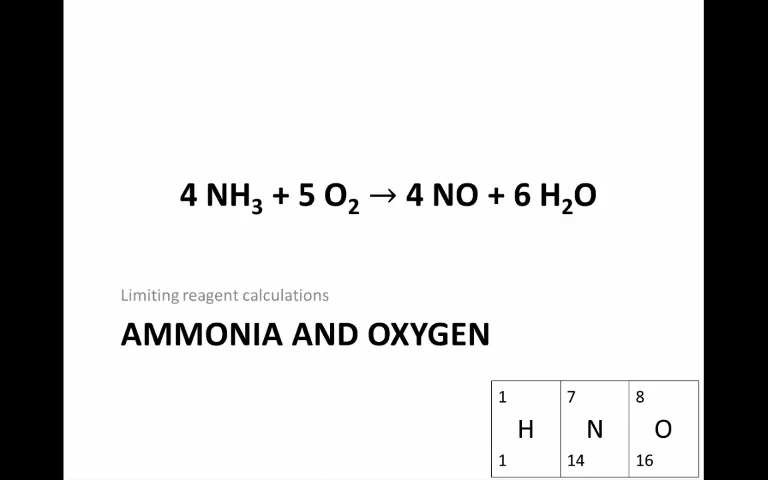 4 NH₃ + 5 O₂ → 4 NO + 6 H₂O
Limiting reagent calculations
AMMONIA AND OXYGEN
1 7 8
H N O
1 14 16